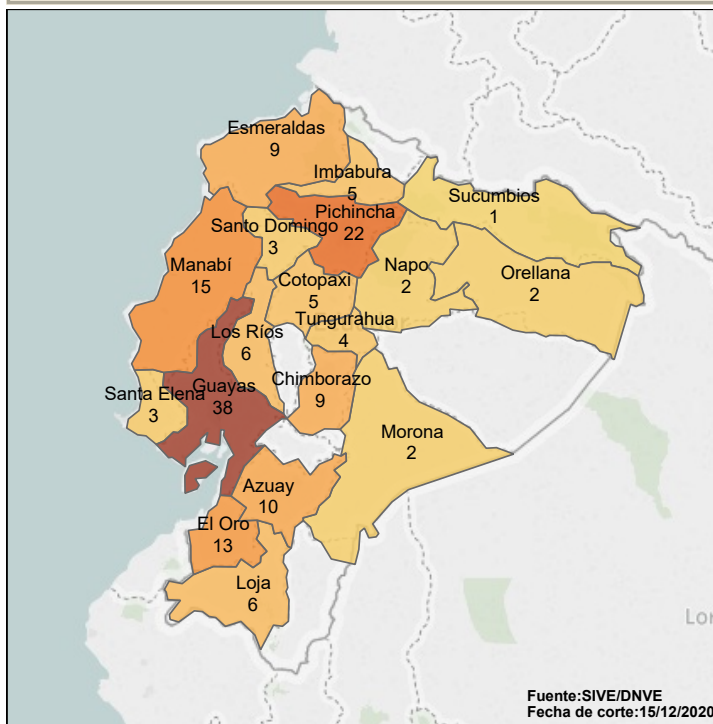 Esmeraldas
9
Imbabura
5
Sucumbios
1
Pichincha
22
Santo Domingo
3
Manabí
15
Cotopaxi
5
Napo
2
Orellana
2
Tungurahua
4
Los Ríos
6
Chimborazo
9
Santa Elena
3
Guayas
38
Morona
2
Azuay
10
El Oro
13
Loja
6
Lor
Fuente:SIVE/DNVE
Fecha de corte:15/12/2020